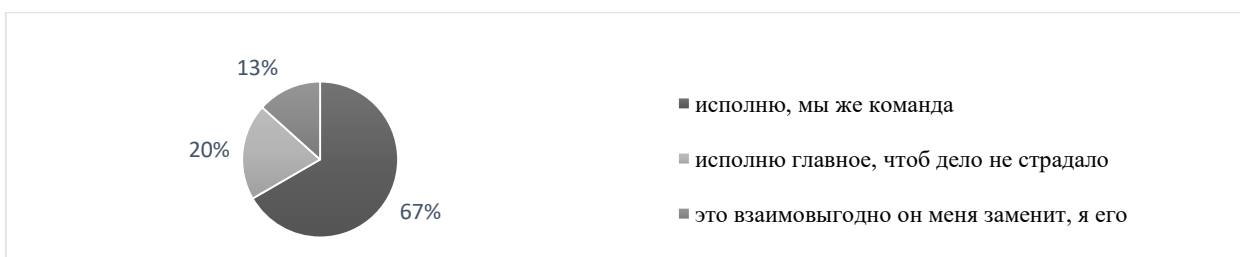 13%
20%
67%
исполню, мы же команда
исполню главное, чтоб дело не страдало
это взаимовыгодно он меня заменит, я его